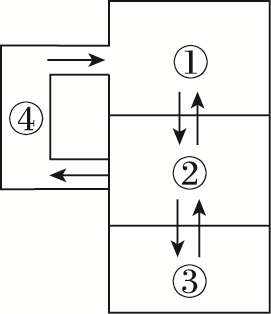 ①
④
②
③